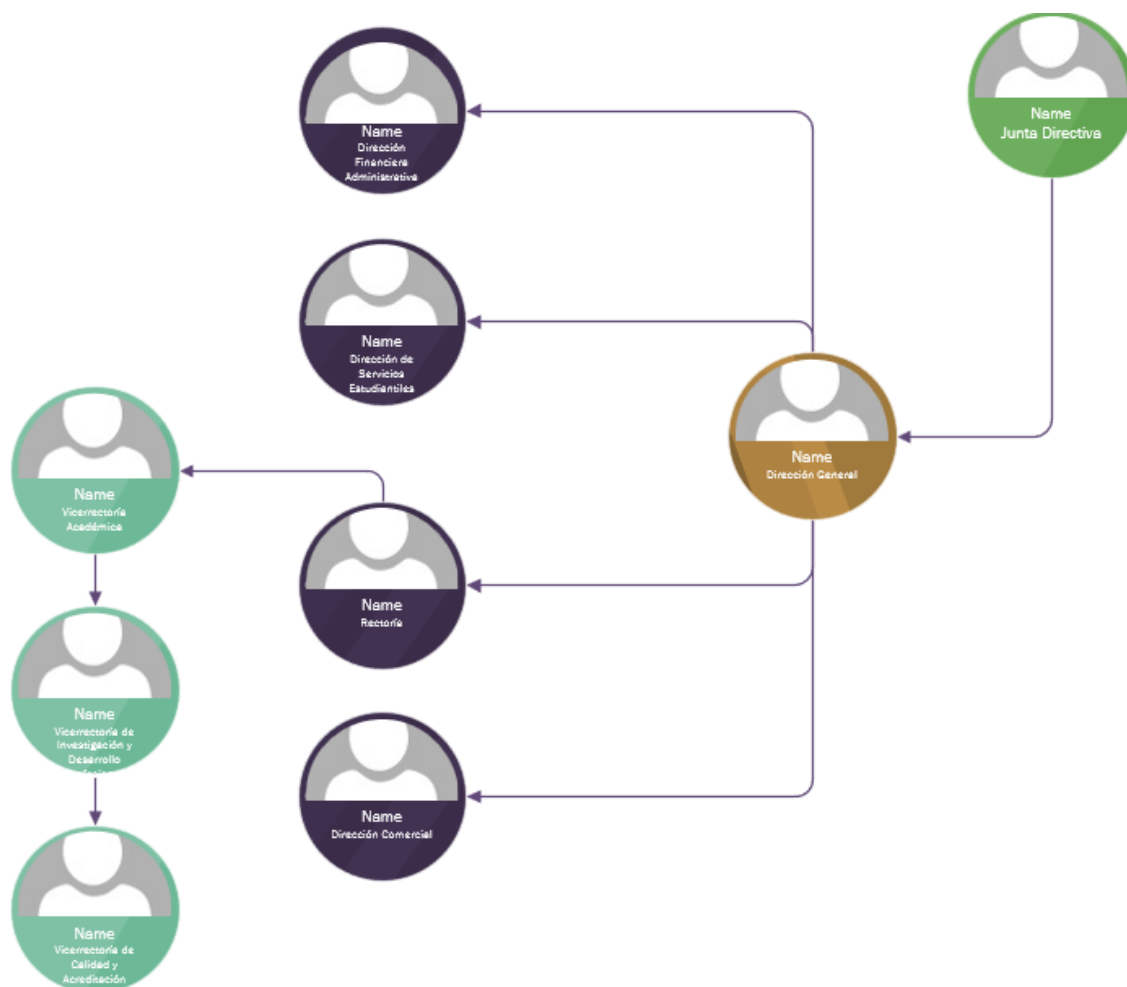 Name
Junta Directiva
Name
Dirección
Financiera
Administrativa
Name
Dirección de
Servicios
Estudiantiles
Name
Dirección General
Name
Vicerrectoría
Académica
Name
Rectoría
Name
Vicerrectoría de
Investigación y
Desarrollo
Name
Dirección Comercial
Name
Vicerrectoría de
Calidad y
Acreditación